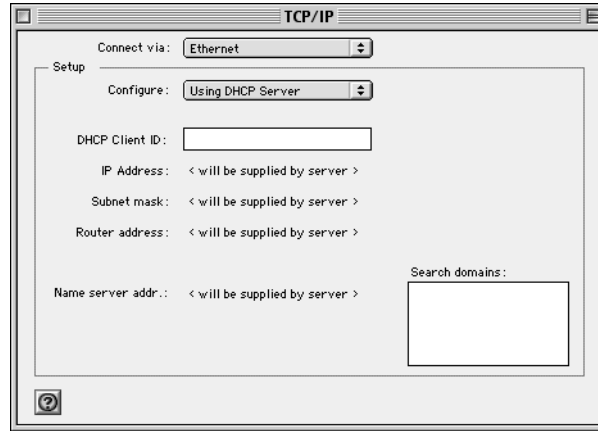 TCP/IP
Connect via: Ethernet
Setup
Configure: Using DHCP Server
DHCP Client ID:
IP Address: < will be supplied by server >
Subnet mask: < will be supplied by server >
Router address: < will be supplied by server >
Search domains:
Name server addr.: < will be supplied by server >
?